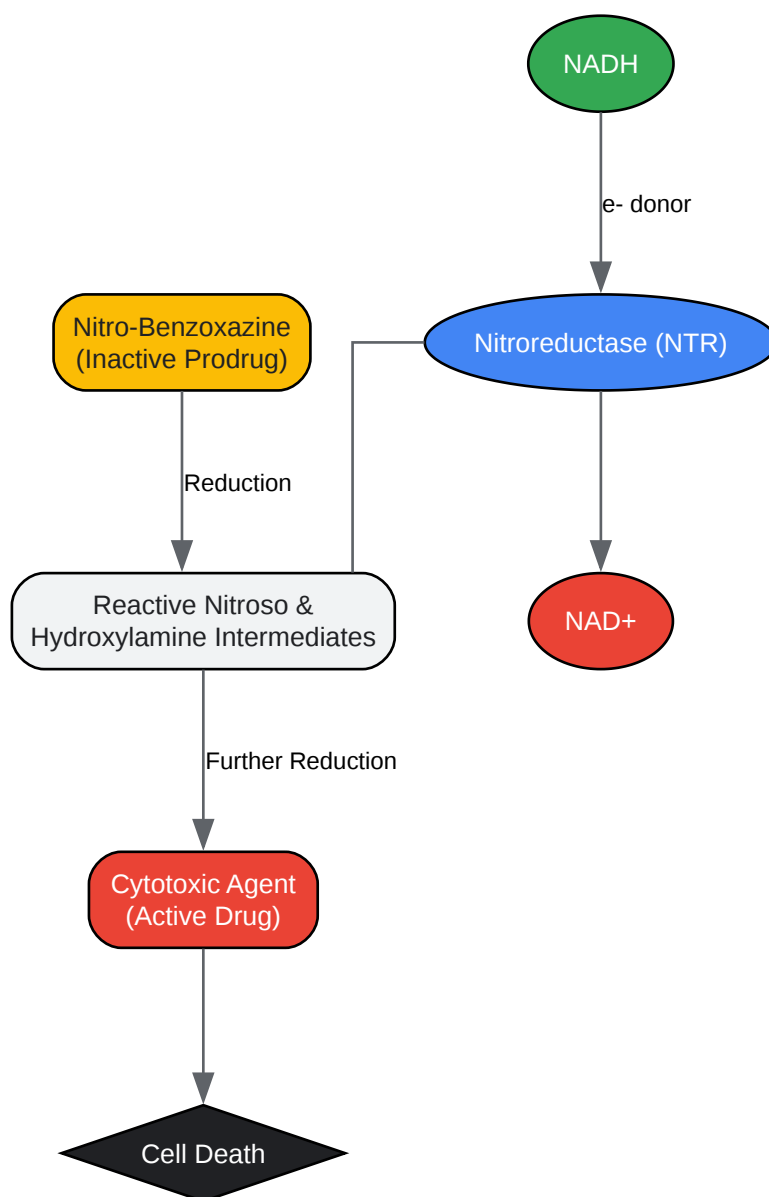 NADH
e- donor
Nitro-Benzoxazine
(Inactive Prodrug)
Nitroreductase (NTR)
Reduction
Reactive Nitroso &
Hydroxylamine Intermediates
NAD+
Further Reduction
Cytotoxic Agent
(Active Drug)
Cell Death